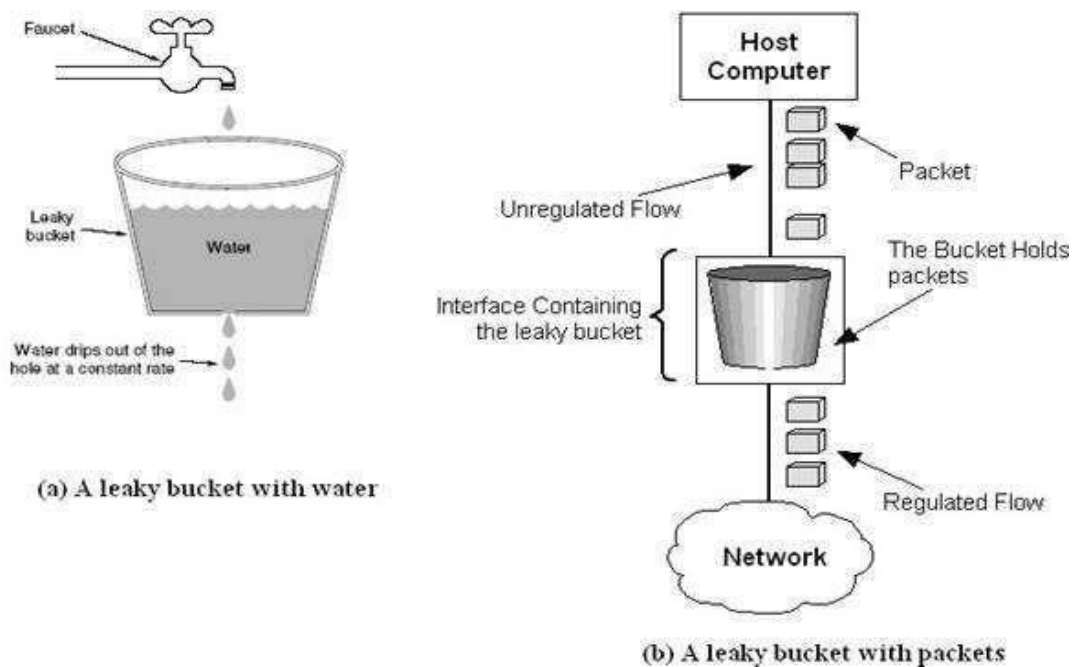 Faucet
Leaky
bucket
Water
Water drips out of the
hole at a constant rate
(a) A leaky bucket with water
Host
Computer
Packet
Unregulated Flow
The Bucket Holds
packets
Interface Containing
the leaky bucket
Regulated Flow
Network
(b) A leaky bucket with packets